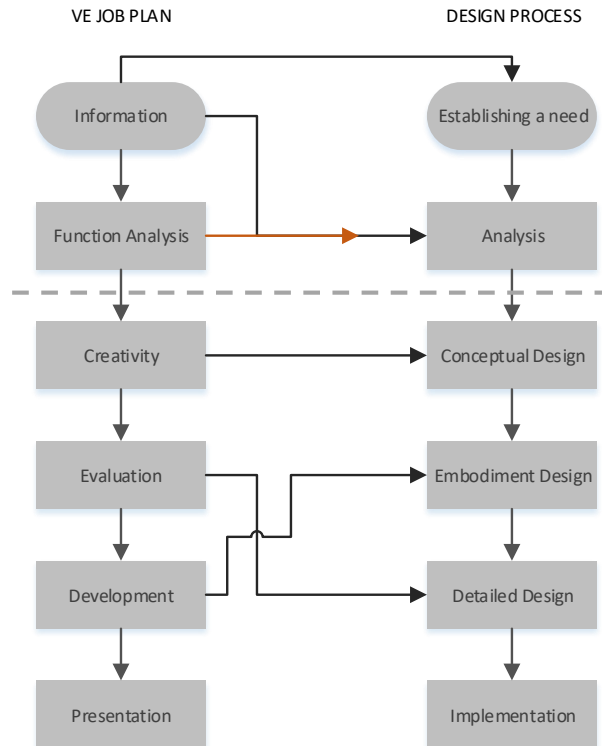 VE JOB PLAN
DESIGN PROCESS
Information
Establishing a need
Function Analysis
Analysis
Creativity
Conceptual Design
Evaluation
Embodiment Design
Development
Detailed Design
Presentation
Implementation